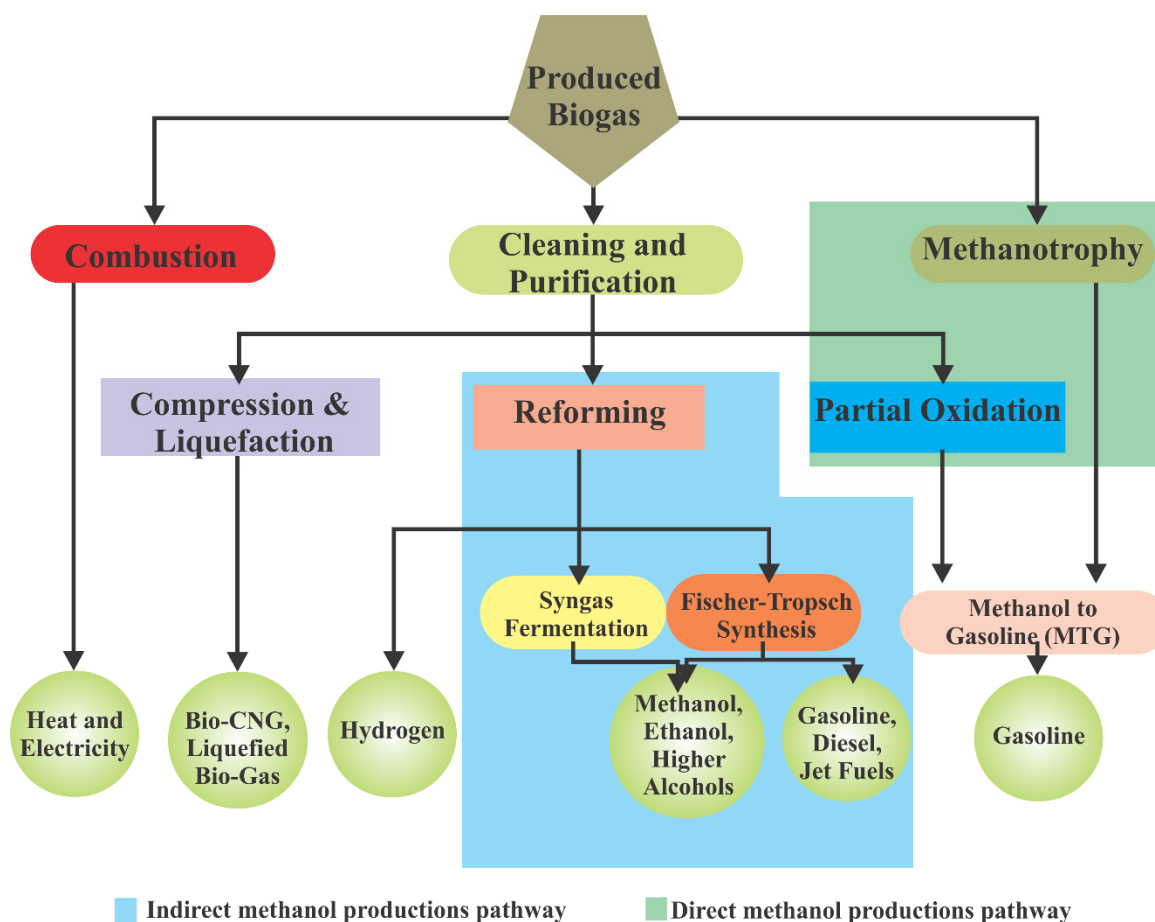 Produced
Biogas
Combustion
Cleaning and
Purification
Methanotrophy
Compression &
Liquefaction
Reforming
Partial Oxidation
Syngas
Fermentation
Fischer-Tropsch
Synthesis
Methanol to
Gasoline (MTG)
Heat and
Electricity
Bio-CNG,
Liquefied
Bio-Gas
Hydrogen
Methanol,
Ethanol,
Higher
Alcohols
Gasoline,
Diesel,
Jet Fuels
Gasoline
Indirect methanol productions pathway
Direct methanol productions pathway